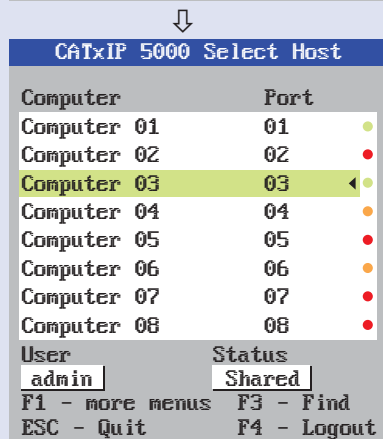 CATxIP 5000 Select Host
Computer Port
Computer 01 01
Computer 02 02
Computer 03 03
Computer 04 04
Computer 05 05
Computer 06 06
Computer 07 07
Computer 08 08
User Status
admin Shared
F1 - more menus F3 - Find
ESC - Quit F4 - Logout